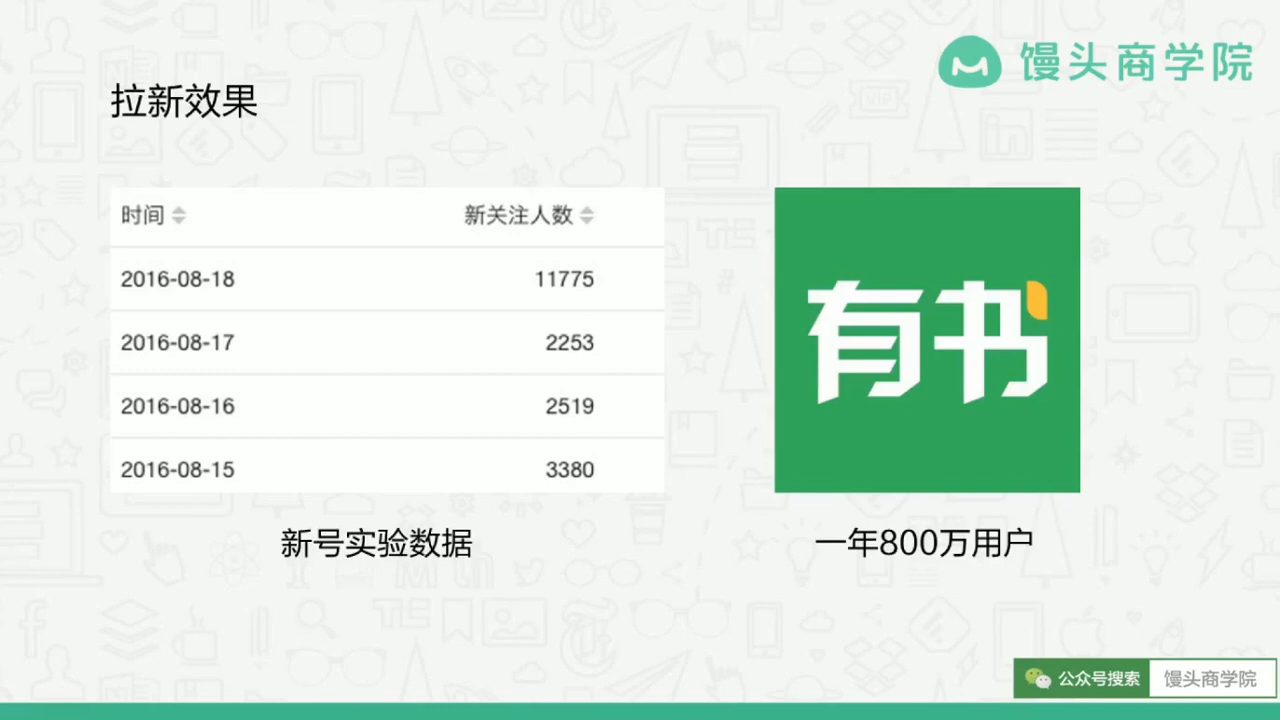 馒头商学院
拉新效果
时间 新关注人数
2016-08-18 11775
2016-08-17 2253
2016-08-16 2519
2016-08-15 3380
有书
新号实验数据
一年800万用户
公众号搜索 馒头商学院